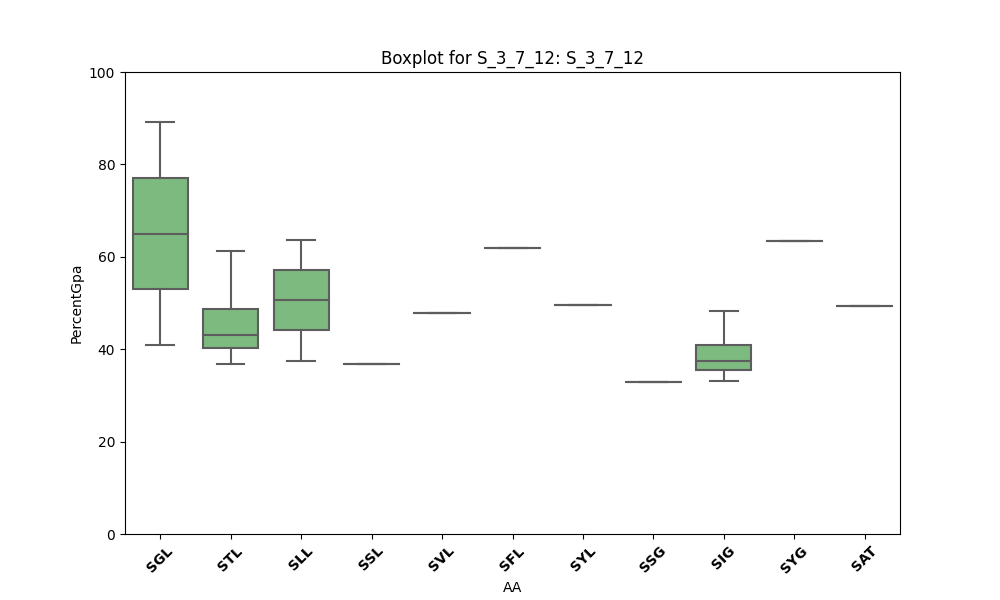 Boxplot for S_3_7_12: S_3_7_12
PercentGpa
100
80
60
40
20
0
SGL STL SLL SSL SVL SFL SYL SSG SIG SYG SAT
AA